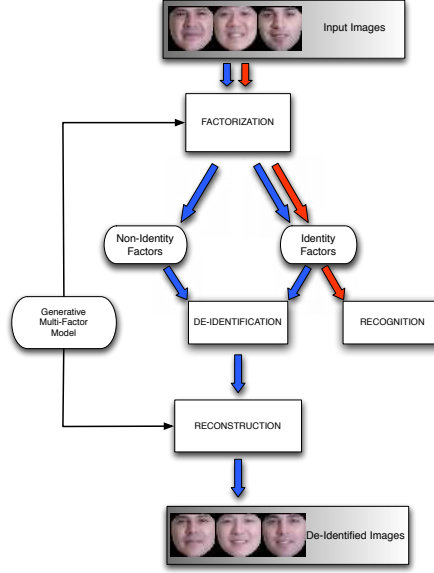 Input Images
FACTORIZATION
Non-Identity
Factors
Identity
Factors
Generative
Multi-Factor
Model
DE-IDENTIFICATION
RECOGNITION
RECONSTRUCTION
De-Identified Images